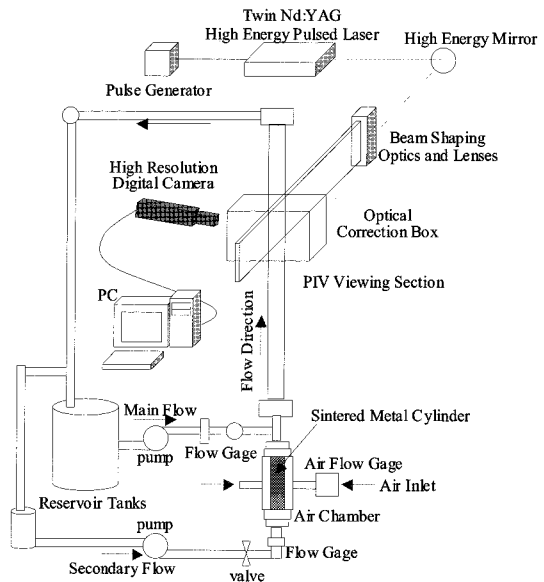 Twin Nd:YAG
High Energy Pulsed Laser
High Energy Mirror
Pulse Generator
Beam Shaping
Optics and Lenses
High Resolution
Digital Camera
Optical
Correction Box
PIV Viewing Section
PC
Flow Direction
Main Flow
Sintered Metal Cylinder
pump
Flow Gage
Air Flow Gage
Air Inlet
Reservoir Tanks
Air Chamber
pump
Flow Gage
Secondary Flow
valve